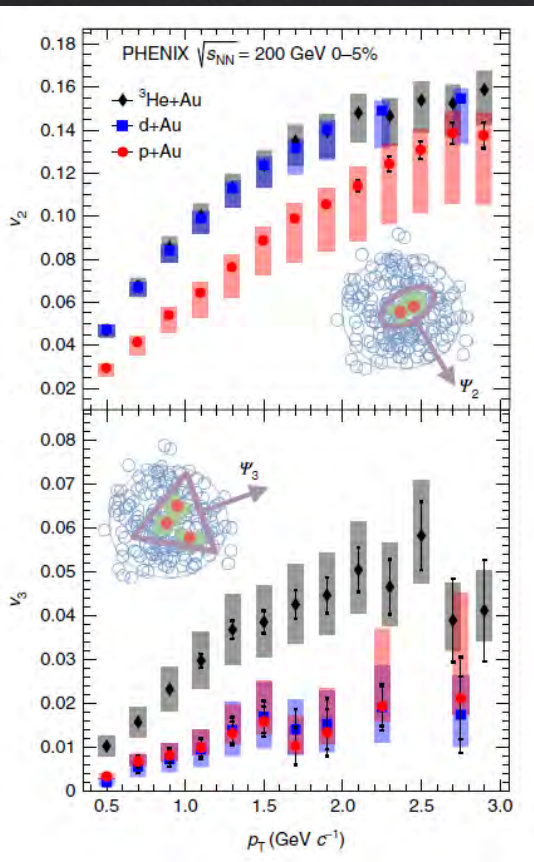 PHENIX √s_NN = 200 GeV 0–5%
³He+Au
d+Au
p+Au
v₂
0.18
0.16
0.14
0.12
0.10
0.08
0.06
0.04
0.02
Ψ₂
v₃
0.08
0.07
0.06
0.05
0.04
0.03
0.02
0.01
0
Ψ₃
0.5 1.0 1.5 2.0 2.5 3.0
p_T (GeV c⁻¹)